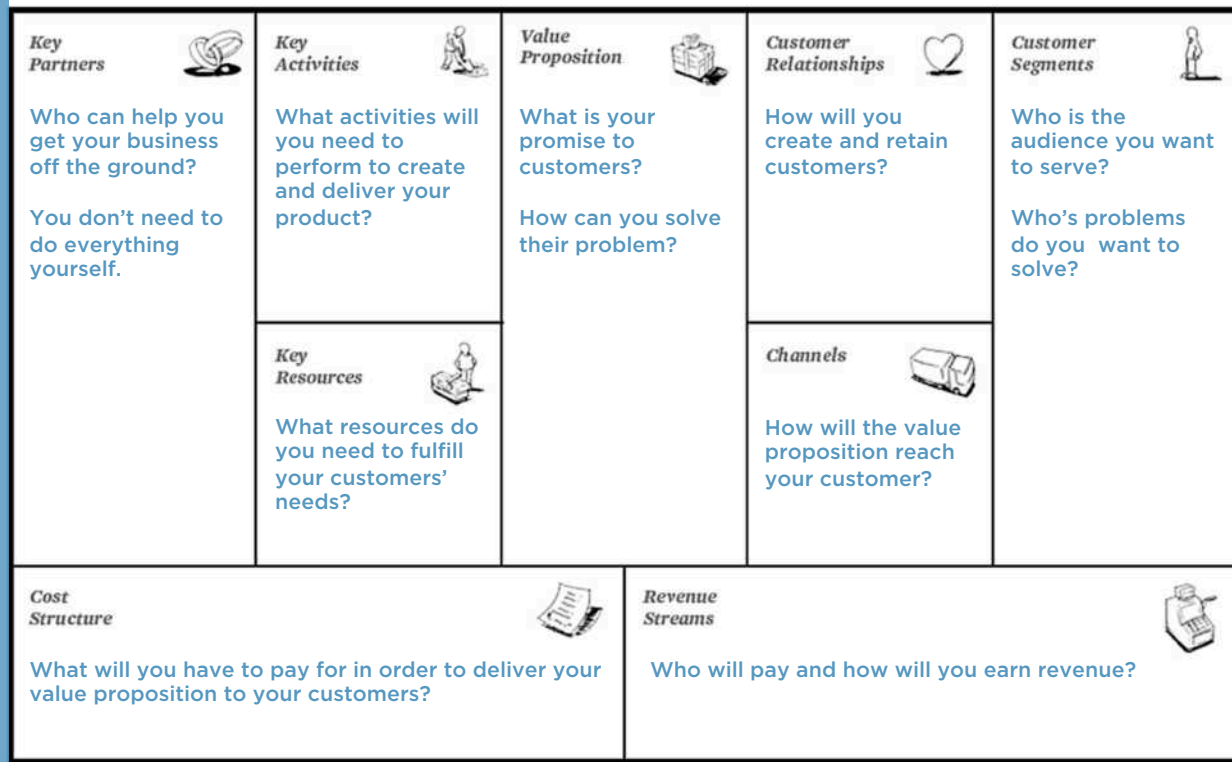 Key
Partners
Who can help you
get your business
off the ground?
You don't need to
do everything
yourself.
Key
Activities
What activities will
you need to
perform to create
and deliver your
product?
Key
Resources
What resources do
you need to fulfill
your customers'
needs?
Value
Proposition
What is your
promise to
customers?
How can you solve
their problem?
Customer
Relationships
How will you
create and retain
customers?
Channels
How will the value
proposition reach
your customer?
Customer
Segments
Who is the
audience you want
to serve?
Who's problems
do you  want to
solve?
Cost
Structure
What will you have to pay for in order to deliver your
value proposition to your customers?
Revenue
Streams
Who will pay and how will you earn revenue?